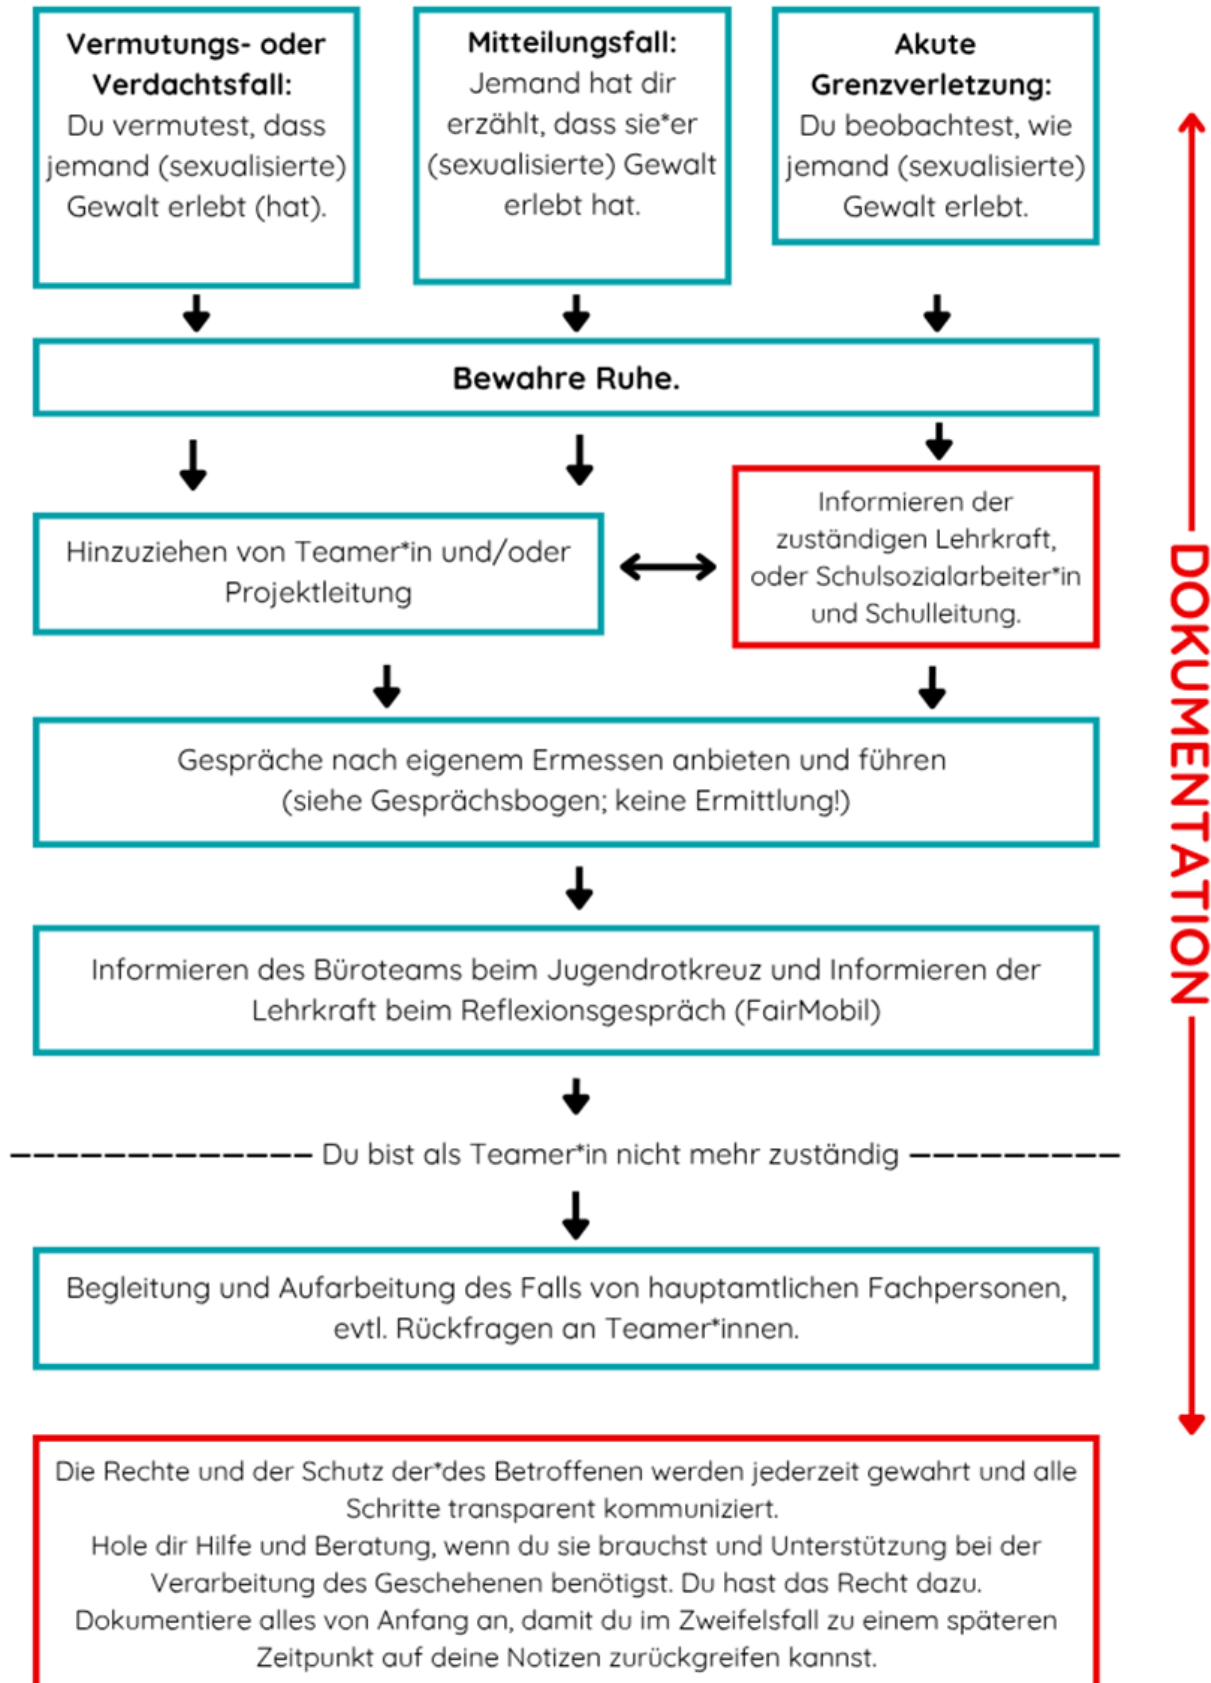 Vermutungs- oder
Verdachtsfall:
Du vermutest, dass
jemand (sexualisierte)
Gewalt erlebt (hat).
Mitteilungsfall:
Jemand hat dir
erzählt, dass sie*er
(sexualisierte) Gewalt
erlebt hat.
Akute
Grenzverletzung:
Du beobachtest, wie
jemand (sexualisierte)
Gewalt erlebt.
Bewahre Ruhe.
Hinzuziehen von Teamer*in und/oder
Projektleitung
Informieren der
zuständigen Lehrkraft,
oder Schulsozialarbeiter*in
und Schulleitung.
Gespräche nach eigenem Ermessen anbieten und führen
(siehe Gesprächsbogen; keine Ermittlung!)
Informieren des Büroteams beim Jugendrotkreuz und Informieren der
Lehrkraft beim Reflexionsgespräch (FairMobil)
Du bist als Teamer*in nicht mehr zuständig
Begleitung und Aufarbeitung des Falls von hauptamtlichen Fachpersonen,
evtl. Rückfragen an Teamer*innen.
Die Rechte und der Schutz der*des Betroffenen werden jederzeit gewahrt und alle
Schritte transparent kommuniziert.
Hole dir Hilfe und Beratung, wenn du sie brauchst und Unterstützung bei der
Verarbeitung des Geschehenen benötigst. Du hast das Recht dazu.
Dokumentiere alles von Anfang an, damit du im Zweifelsfall zu einem späteren
Zeitpunkt auf deine Notizen zurückgreifen kannst.
DOKUMENTATION